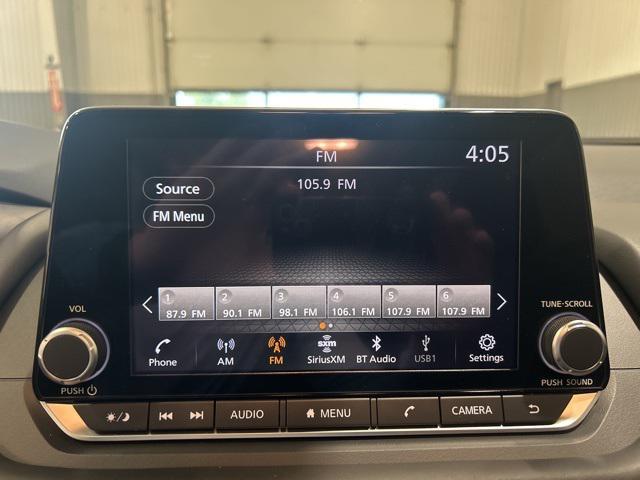 FM 4:05
Source 105.9 FM
FM Menu
1 2 3 4 5 6
87.9 FM 90.1 FM 98.1 FM 106.1 FM 107.9 FM 107.9 FM
VOL TUNE-SCROLL
sxm
Phone AM FM SiriusXM BT Audio USB1 Settings
PUSH PUSH SOUND
AUDIO MENU CAMERA